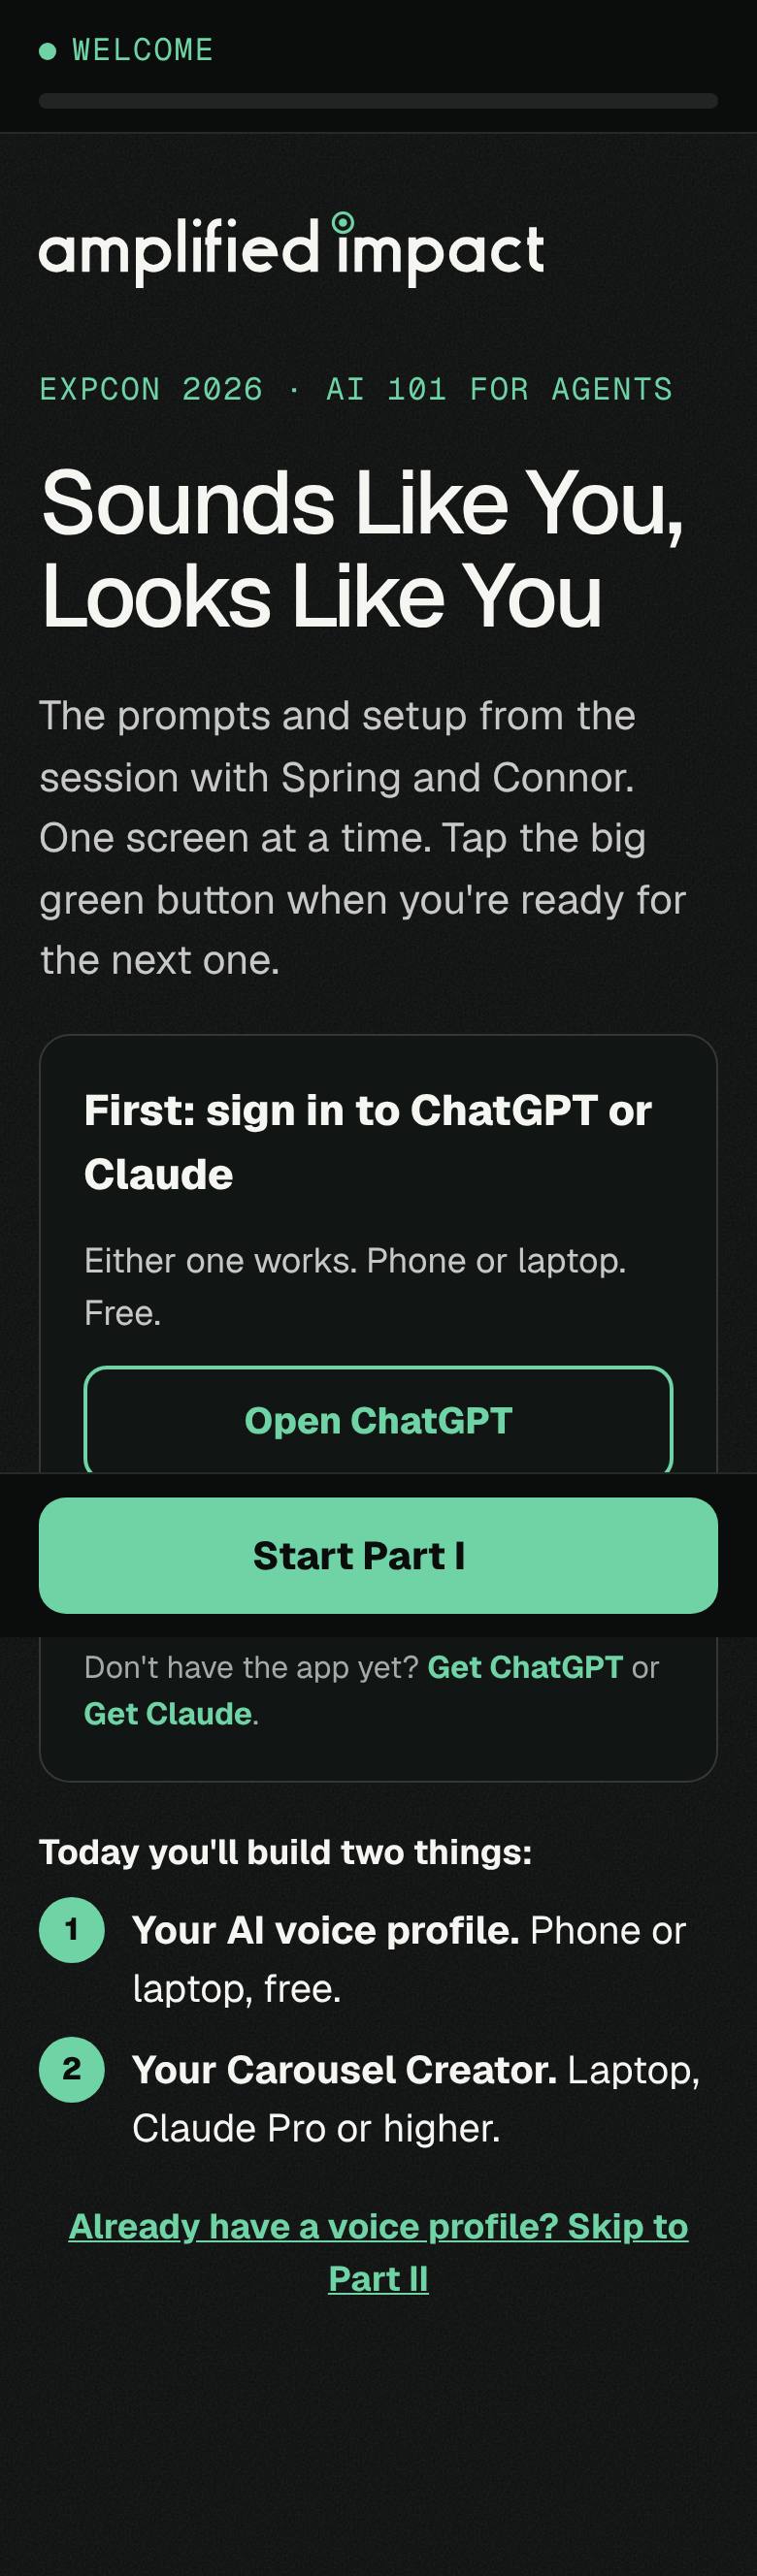 WELCOME
amplified impact
EXPCON 2026 · AI 101 FOR AGENTS
Sounds Like You,
Looks Like You
The prompts and setup from the
session with Spring and Connor.
One screen at a time. Tap the big
green button when you're ready for
the next one.
First: sign in to ChatGPT or
Claude
Either one works. Phone or laptop.
Free.
Open ChatGPT
Start Part I
Don't have the app yet? Get ChatGPT or
Get Claude.
Today you'll build two things:
1 Your AI voice profile. Phone or
laptop, free.
2 Your Carousel Creator. Laptop,
Claude Pro or higher.
Already have a voice profile? Skip to
Part II